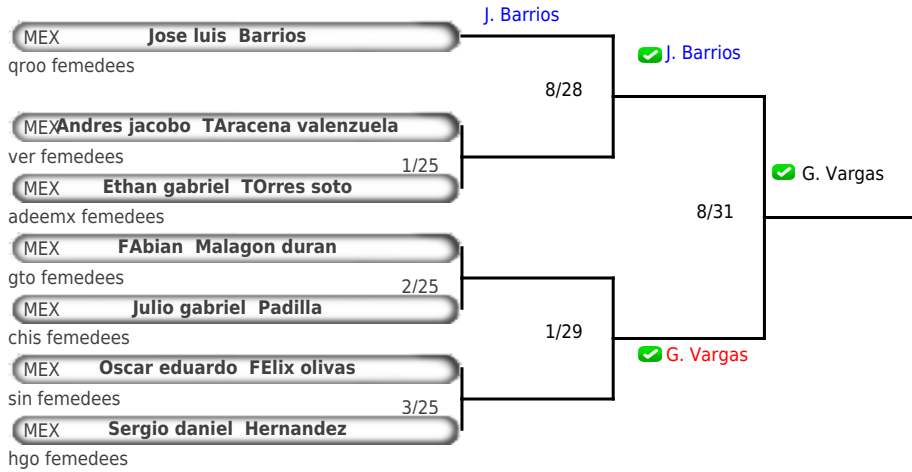 J. Barrios
MEX Jose luis Barrios
qroo femedees
J. Barrios
8/28
MEX Andres jacobo TAracena valenzuela
ver femedees
1/25
MEX Ethan gabriel TOrres soto
adeemx femedees
G. Vargas
8/31
MEX FAbian Malagon duran
gto femedees
2/25
MEX Julio gabriel Padilla
chis femedees
1/29
G. Vargas
MEX Oscar eduardo FElix olivas
sin femedees
3/25
MEX Sergio daniel Hernandez
hgo femedees